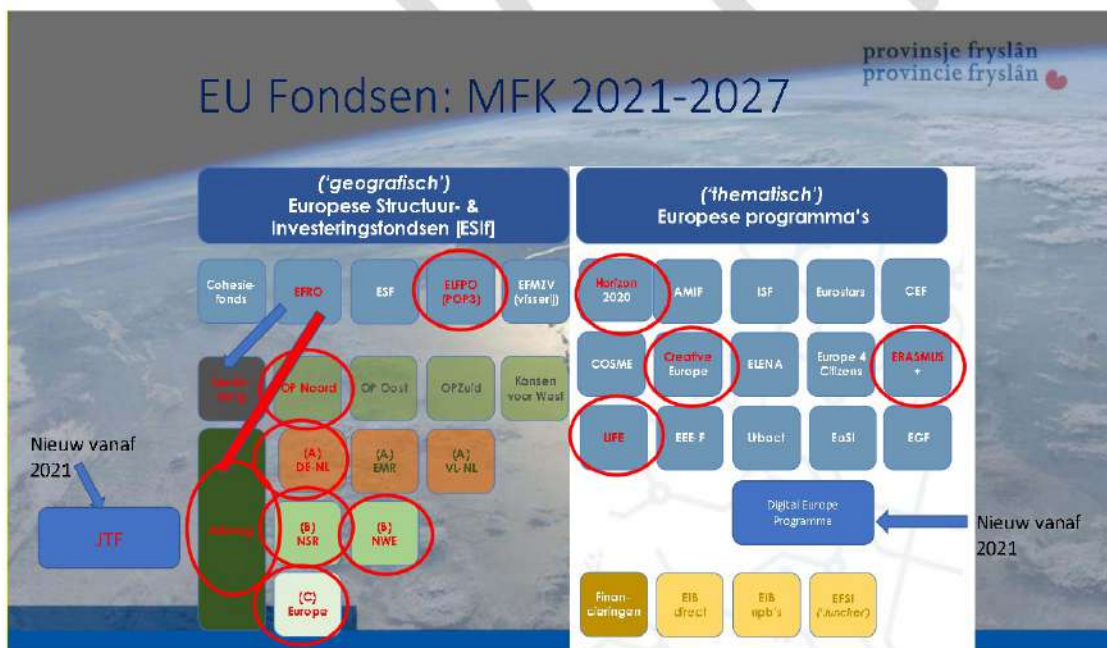 provinsje fryslân
provincie fryslân
EU Fondsen: MFK 2021-2027
('geografisch')
Europese Structuur- &
Investeringsfondsen [ESIf]
('thematisch')
Europese programma's
Cohesie-
fonds
EFRO
ESF
ELFPO
(POP3)
EFMZV
(visserij)
Horizon
2020
AMIF
ISF
Eurostars
CEF
OP Noord
OP Oost
OPZuid
Kansen
voor West
COSME
Creative
Europe
ELENA
Europe 4
Citizens
ERASMUS
+
Nieuw vanaf
2021
(A)
DE-NL
(A)
EMR
(A)
VL-NL
LIFE
EEE-F
Urbact
EaSI
EGF
JTF
(B)
NSR
(B)
NWE
Digital Europe
Programme
Nieuw vanaf
2021
(C)
Europe
Finan-
cieringen
EIB
direct
EIB
npb's
EFSI
('Juncker')